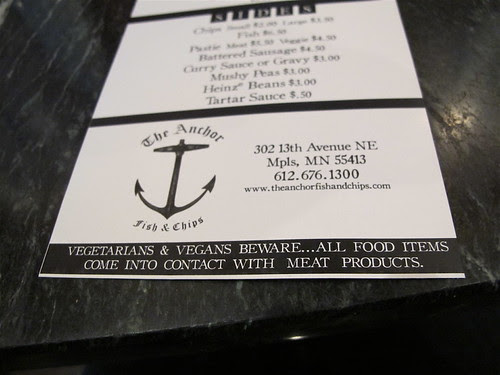 SIDES
Chips Small $2.00 Large $3.50
Fish $6.50
Pastie Meat $5.50 Veggie $4.50
Battered Sausage $4.50
Curry Sauce or Gravy $3.00
Mushy Peas $3.00
Heinz® Beans $3.00
Tartar Sauce $.50
The Anchor
Fish & Chips
302 13th Avenue NE
Mpls, MN 55413
612.676.1300
www.theanchorfishandchips.com
VEGETARIANS & VEGANS BEWARE...ALL FOOD ITEMS
COME INTO CONTACT WITH MEAT PRODUCTS.